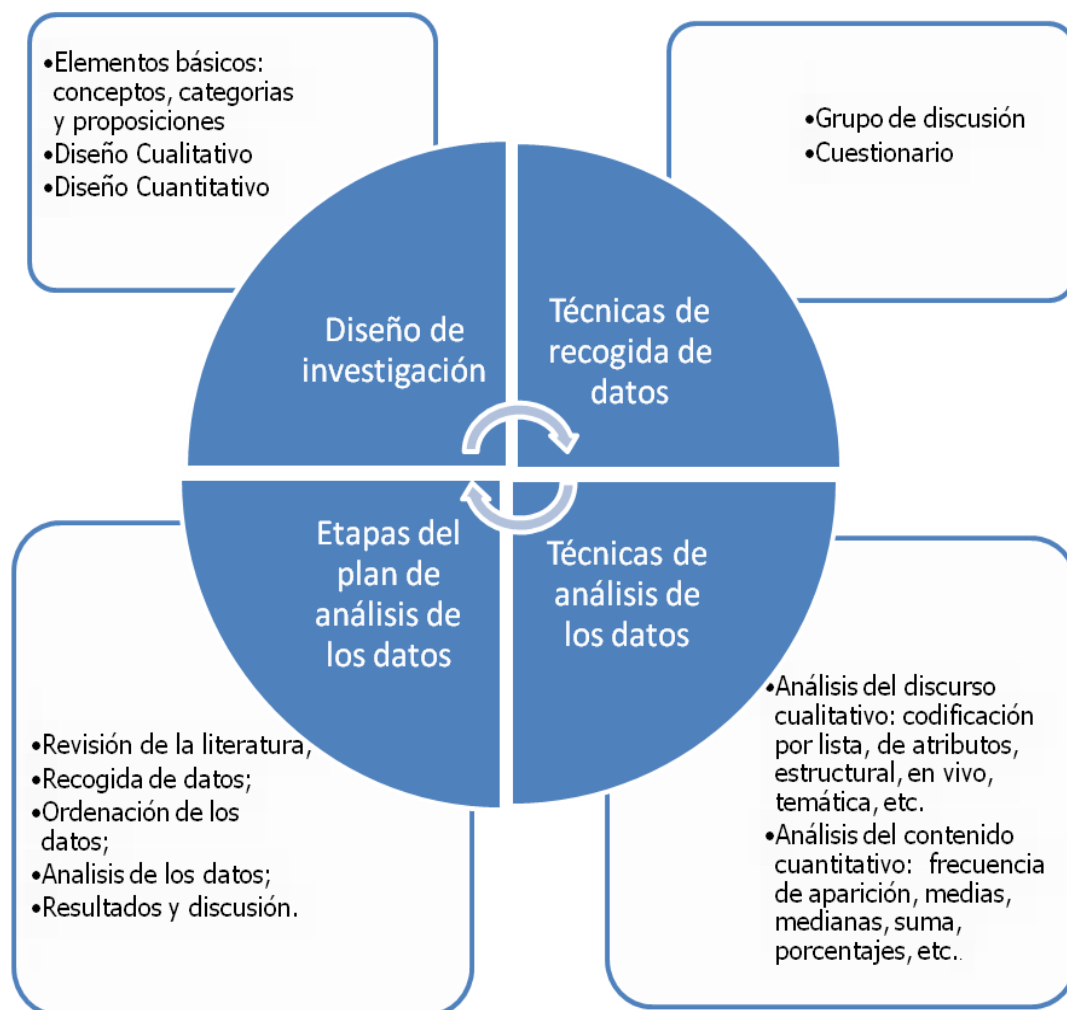 •Elementos básicos:
conceptos, categorias
y proposiciones
•Diseño Cualitativo
•Diseño Cuantitativo
•Grupo de discusión
•Cuestionario
Diseño de
investigación
Técnicas de
recogida de
datos
Etapas del
plan de
análisis de
los datos
Técnicas de
análisis de
los datos
•Revisión de la literatura,
•Recogida de datos;
•Ordenación de los
datos;
•Analisis de los datos;
•Resultados y discusión.
•Análisis del discurso
cualitativo: codificación
por lista, de atributos,
estructural, en vivo,
temática, etc.
•Análisis del contenido
cuantitativo: frecuencia
de aparición, medias,
medianas, suma,
porcentajes, etc..